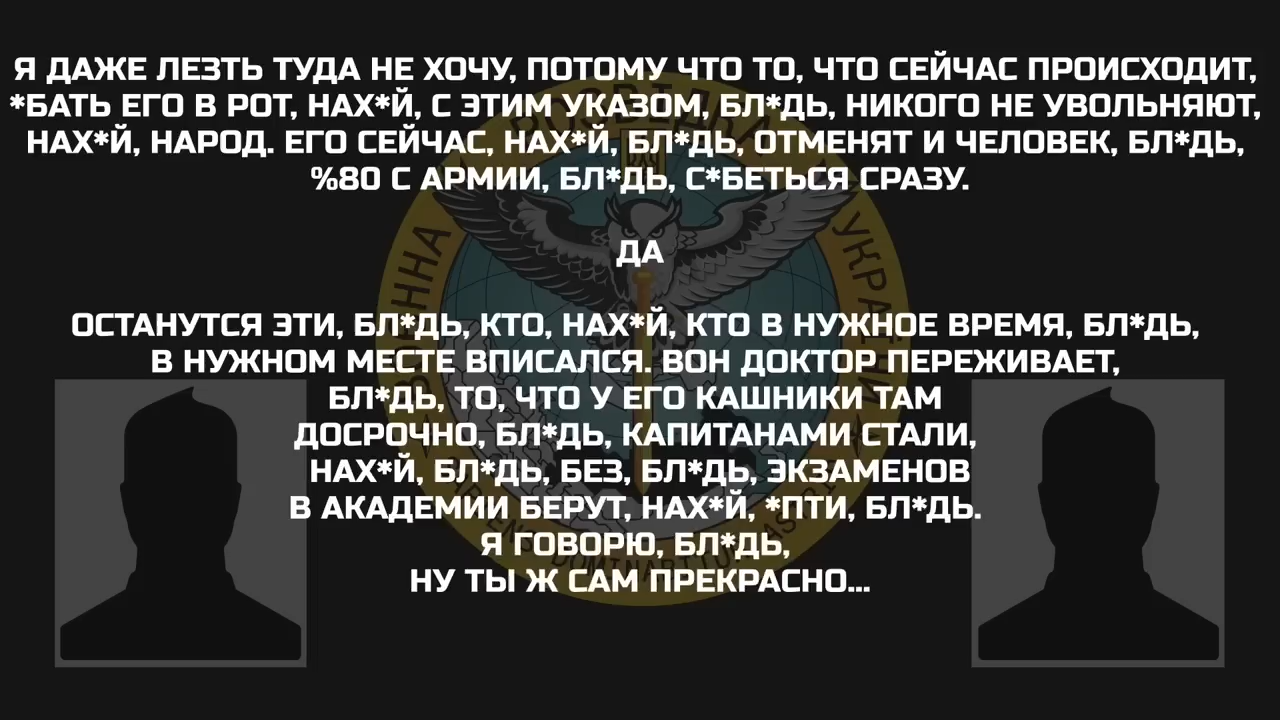 Я ДАЖЕ ЛЕЗТЬ ТУДА НЕ ХОЧУ, ПОТОМУ ЧТО ТО, ЧТО СЕЙЧАС ПРОИСХОДИТ,
*БАТЬ ЕГО В РОТ, НАХ*Й, С ЭТИМ УКАЗОМ, БЛ*ДЬ, НИКОГО НЕ УВОЛЬНЯЮТ,
НАХ*Й, НАРОД. ЕГО СЕЙЧАС, НАХ*Й, БЛ*ДЬ, ОТМЕНЯТ И ЧЕЛОВЕК, БЛ*ДЬ,
%80 С АРМИИ, БЛ*ДЬ, С*БЕТЬСЯ СРАЗУ.
ДА
ОСТАНУТСЯ ЭТИ, БЛ*ДЬ, КТО, НАХ*Й, КТО В НУЖНОЕ ВРЕМЯ, БЛ*ДЬ,
В НУЖНОМ МЕСТЕ ВПИСАЛСЯ. ВОН ДОКТОР ПЕРЕЖИВАЕТ,
БЛ*ДЬ, ТО, ЧТО У ЕГО КАШНИКИ ТАМ
ДОСРОЧНО, БЛ*ДЬ, КАПИТАНАМИ СТАЛИ,
НАХ*Й, БЛ*ДЬ, БЕЗ, БЛ*ДЬ, ЭКЗАМЕНОВ
В АКАДЕМИИ БЕРУТ, НАХ*Й, *ПТИ, БЛ*ДЬ.
Я ГОВОРЮ, БЛ*ДЬ,
НУ ТЫ Ж САМ ПРЕКРАСНО...